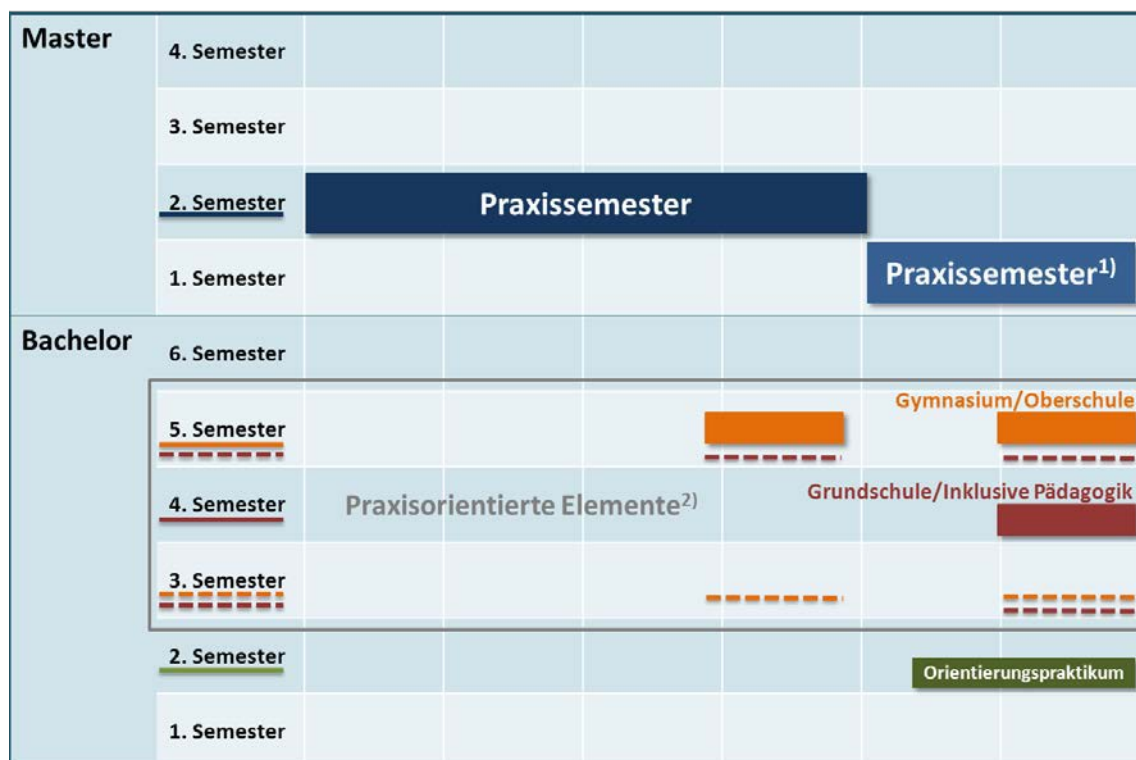 Master
4. Semester
3. Semester
2. Semester
Praxissemester
1. Semester
Praxissemester1)
Bachelor
6. Semester
Gymnasium/Oberschule
5. Semester
Grundschule/Inklusive Pädagogik
4. Semester
Praxisorientierte Elemente2)
3. Semester
2. Semester
Orientierungspraktikum
1. Semester